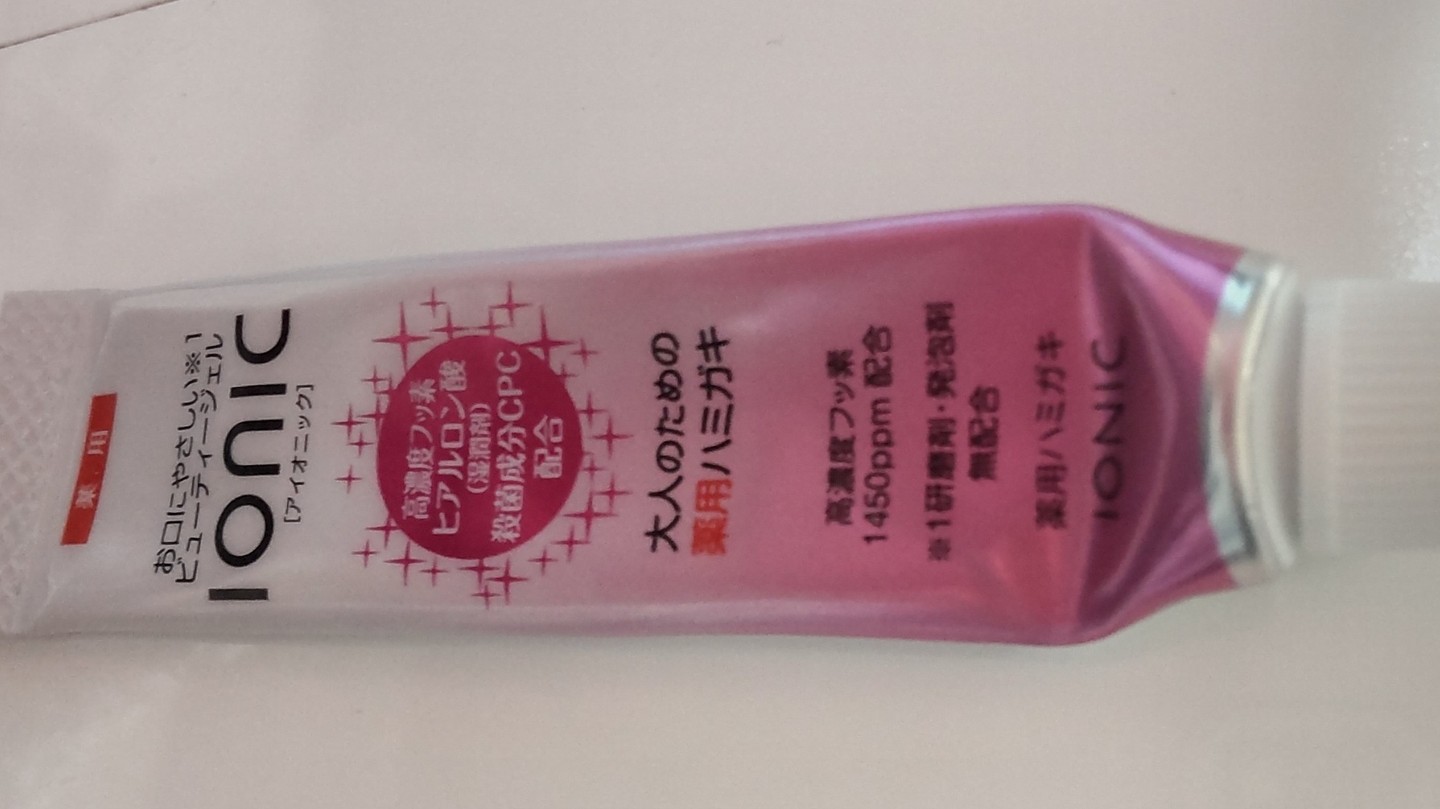 薬用
お口にやさしい※1
ビューティージェル
IONIC
[アイオニック]
高濃度フッ素
ヒアルロン酸
(湿潤剤)
殺菌成分CPC
配合
大人のための
薬用ハミガキ
高濃度フッ素
1450ppm 配合
※1研磨剤・発泡剤
無配合
薬用ハミガキ
IONIC